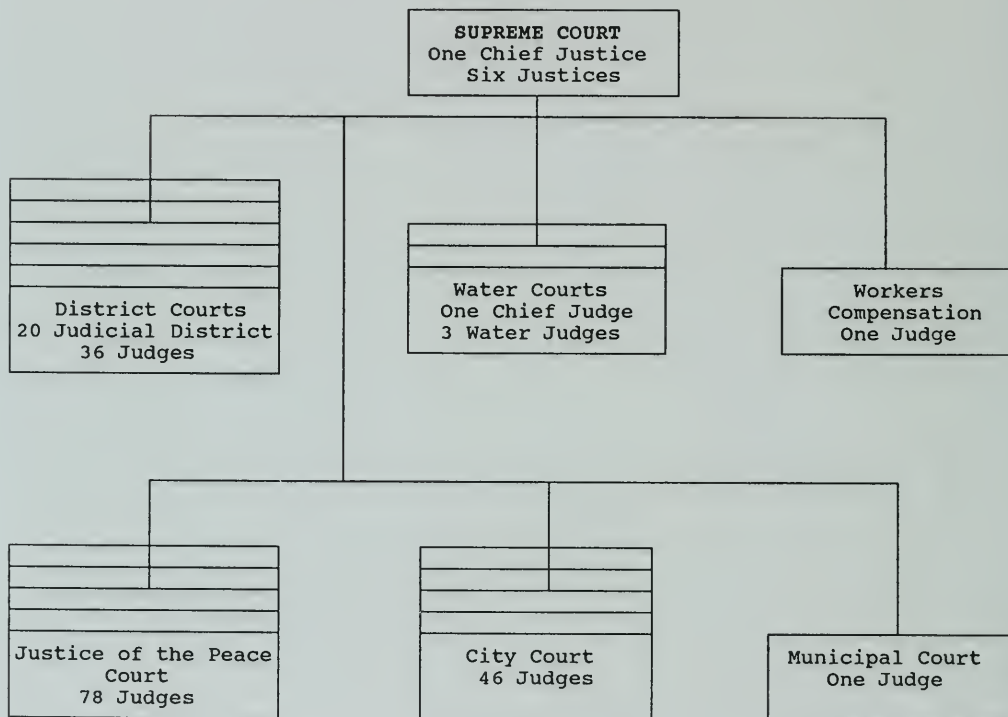 SUPREME COURT
One Chief Justice
Six Justices
District Courts
20 Judicial District
36 Judges
Water Courts
One Chief Judge
3 Water Judges
Workers
Compensation
One Judge
Justice of the Peace
Court
78 Judges
City Court
46 Judges
Municipal Court
One Judge